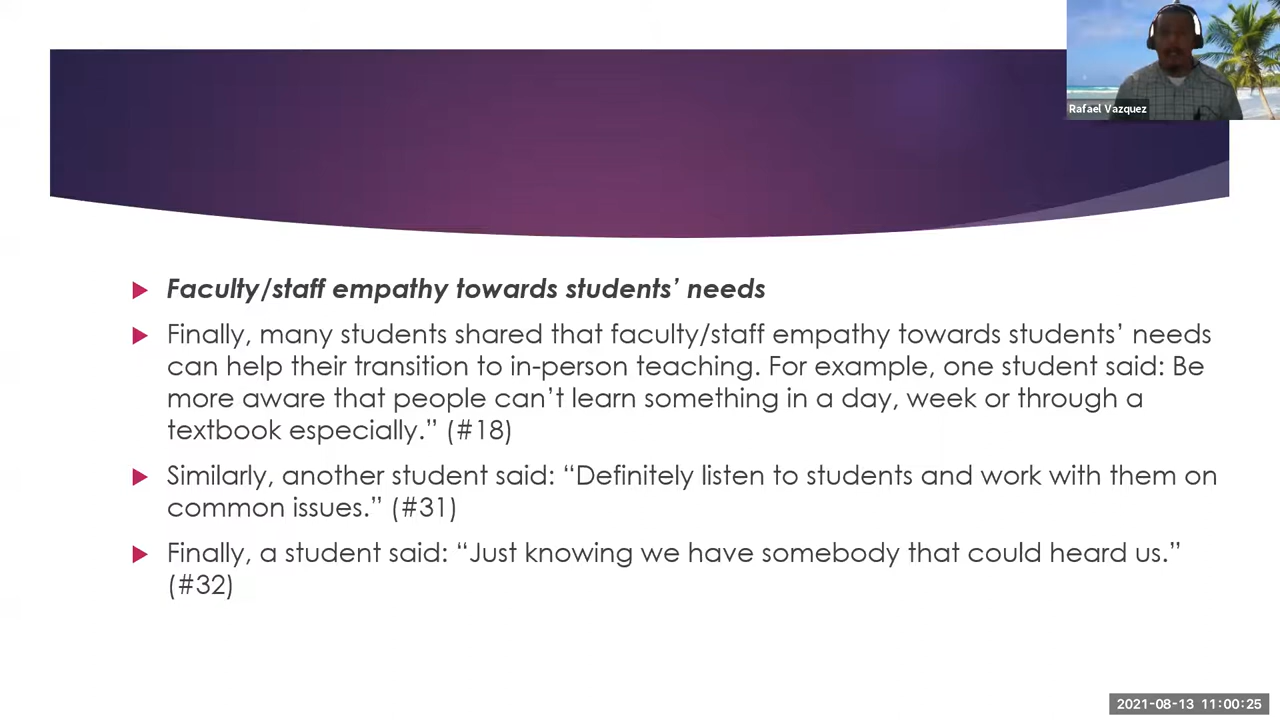 Rafael Vazquez
Faculty/staff empathy towards students’ needs
Finally, many students shared that faculty/staff empathy towards students’ needs
can help their transition to in-person teaching. For example, one student said: Be
more aware that people can’t learn something in a day, week or through a
textbook especially.” (#18)
Similarly, another student said: “Definitely listen to students and work with them on
common issues.” (#31)
Finally, a student said: “Just knowing we have somebody that could heard us.”
(#32)
2021-08-13 11:00:25